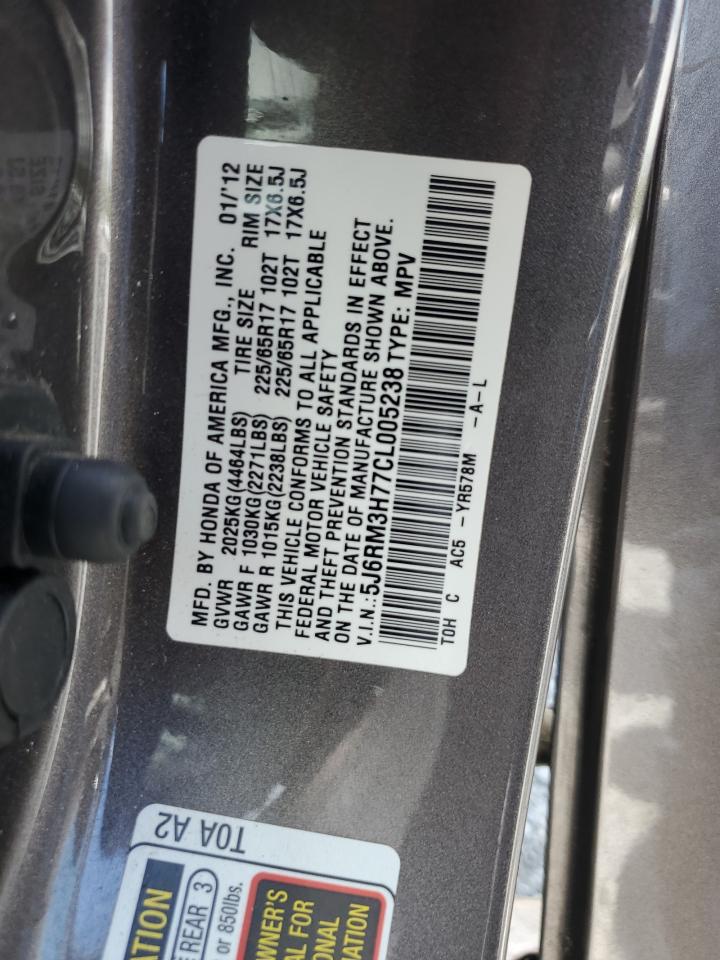 MFD. BY HONDA OF AMERICA MFG., INC. 01/'12
GVWR 2025KG(4464LBS) TIRE SIZE RIM SIZE
GAWR F 1030KG(2271LBS) 225/65R17 102T 17X6.5J
GAWR R 1015KG(2238LBS) 225/65R17 102T 17X6.5J
THIS VEHICLE CONFORMS TO ALL APPLICABLE
FEDERAL MOTOR VEHICLE SAFETY
AND THEFT PREVENTION STANDARDS IN EFFECT
ON THE DATE OF MANUFACTURE SHOWN ABOVE.
V.I.N.:5J6RM3H77CL005238 TYPE: MPV
TOH C AC5 -YR578M -A-L
T0A A2
ATION
REAR 3
or 850lbs.
WNER'S
AL FOR
ONAL
MATION